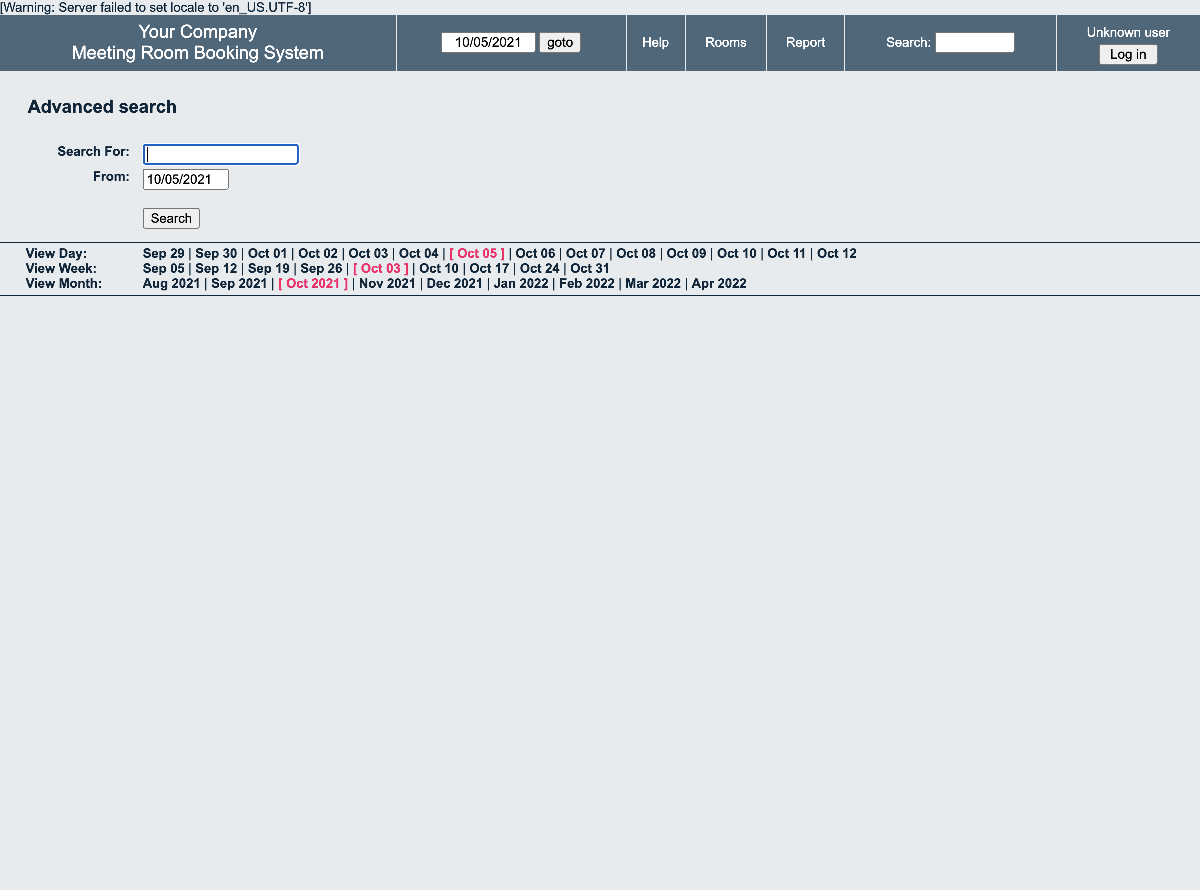 [Warning: Server failed to set locale to 'en_US.UTF-8']
Your Company
Meeting Room Booking System
10/05/2021 goto
Help
Rooms
Report
Search:
Unknown user
Log in
Advanced search
Search For:
From: 10/05/2021
Search
View Day: Sep 29 | Sep 30 | Oct 01 | Oct 02 | Oct 03 | Oct 04 | [ Oct 05 ] | Oct 06 | Oct 07 | Oct 08 | Oct 09 | Oct 10 | Oct 11 | Oct 12
View Week: Sep 05 | Sep 12 | Sep 19 | Sep 26 | [ Oct 03 ] | Oct 10 | Oct 17 | Oct 24 | Oct 31
View Month: Aug 2021 | Sep 2021 | [ Oct 2021 ] | Nov 2021 | Dec 2021 | Jan 2022 | Feb 2022 | Mar 2022 | Apr 2022